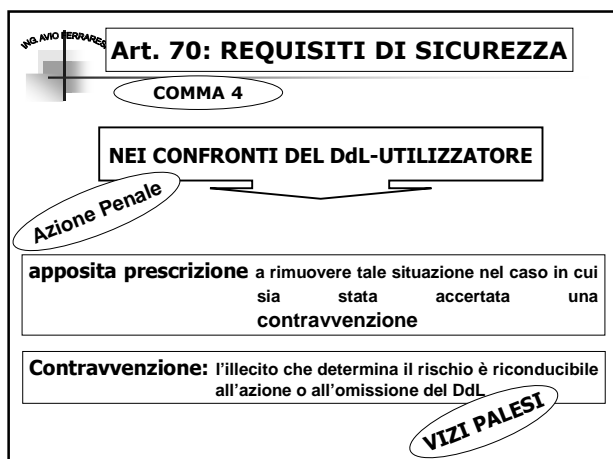 ING. AVIO FERRARESI
Art. 70: REQUISITI DI SICUREZZA
COMMA 4
NEI CONFRONTI DEL DdL-UTILIZZATORE
Azione Penale
apposita prescrizione a rimuovere tale situazione nel caso in cui
sia stata accertata una
contravvenzione
Contravvenzione: l'illecito che determina il rischio è riconducibile
all'azione o all'omissione del DdL
VIZI PALESI